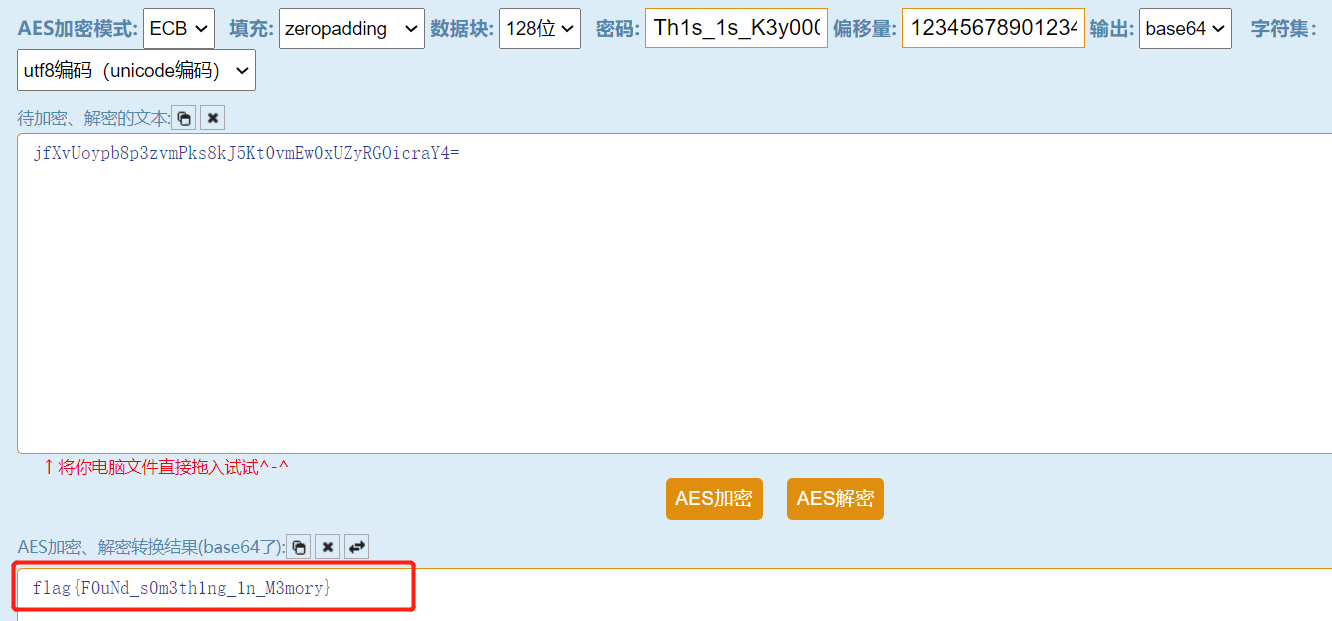 AES加密模式: ECB 填充: zeropadding 数据块: 128位 密码: Th1s_1s_K3y00( 偏移量: 12345678901234 输出: base64 字符集:
utf8编码（unicode编码）
待加密、解密的文本:
jfXvUoypb8p3zvmPks8kJ5Kt0vmEw0xUZyRGOicraY4=
↑将你电脑文件直接拖入试试^-^
AES加密 AES解密
AES加密、解密转换结果(base64了):
flag{F0uNd_s0m3th1ng_1n_M3mory}